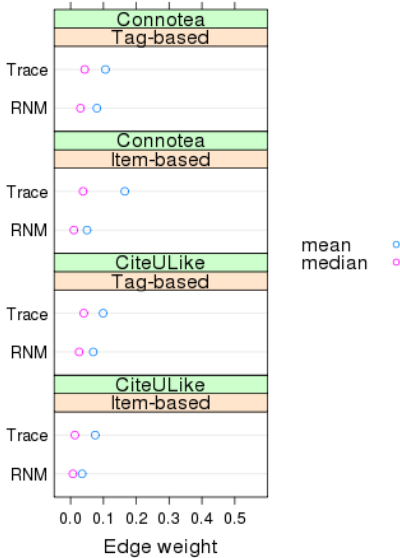 Connotea
Tag-based
Trace
RNM
Connotea
Item-based
Trace
RNM
mean
median
CiteULike
Tag-based
Trace
RNM
CiteULike
Item-based
Trace
RNM
0.0 0.1 0.2 0.3 0.4 0.5
Edge weight